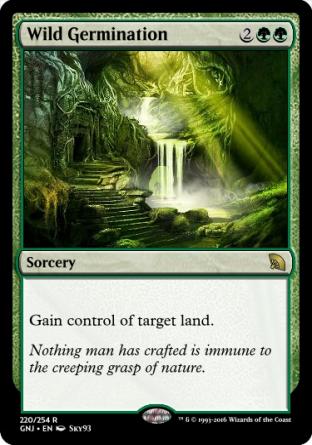 Wild Germination 2
Sorcery
Gain control of target land.
Nothing man has crafted is immune to
the creeping grasp of nature.
220/254 R
GNJ • EN SKY93
™ & © 1993-2016 Wizards of the Coast